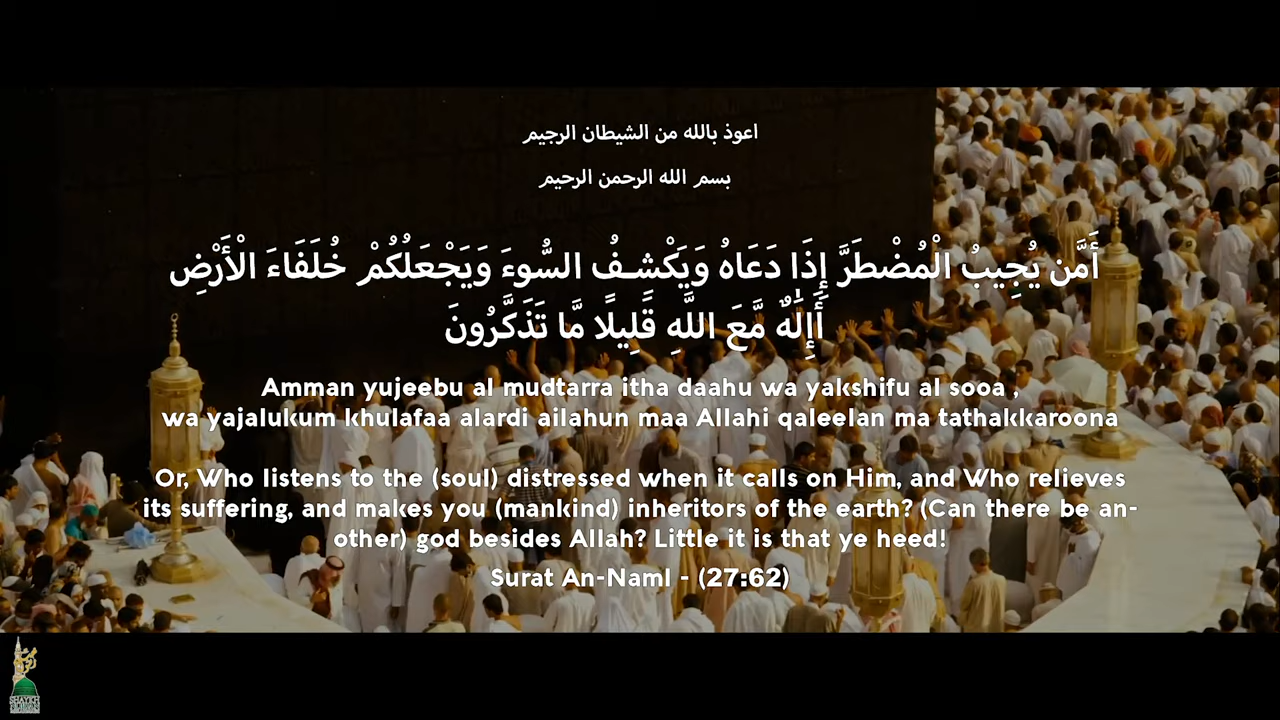 اعوذ بالله من الشيطان الرجيم
بسم الله الرحمن الرحيم
أَمَّن يُجِيبُ الْمُضْطَرَّ إِذَا دَعَاهُ وَيَكْشِفُ السُّوءَ وَيَجْعَلُكُمْ خُلَفَاءَ الْأَرْضِ
أَإِلَٰهٌ مَّعَ اللَّهِ قَلِيلًا مَّا تَذَكَّرُونَ
Amman yujeebu al mudtarra itha daahu wa yakshifu al sooa ,
wa yajalukum khulafaa alardi ailahun maa Allahi qaleelan ma tathakkaroona
Or, Who listens to the (soul) distressed when it calls on Him, and Who relieves
its suffering, and makes you (mankind) inheritors of the earth? (Can there be an-
other) god besides Allah? Little it is that ye heed!
Surat An-Naml - (27:62)